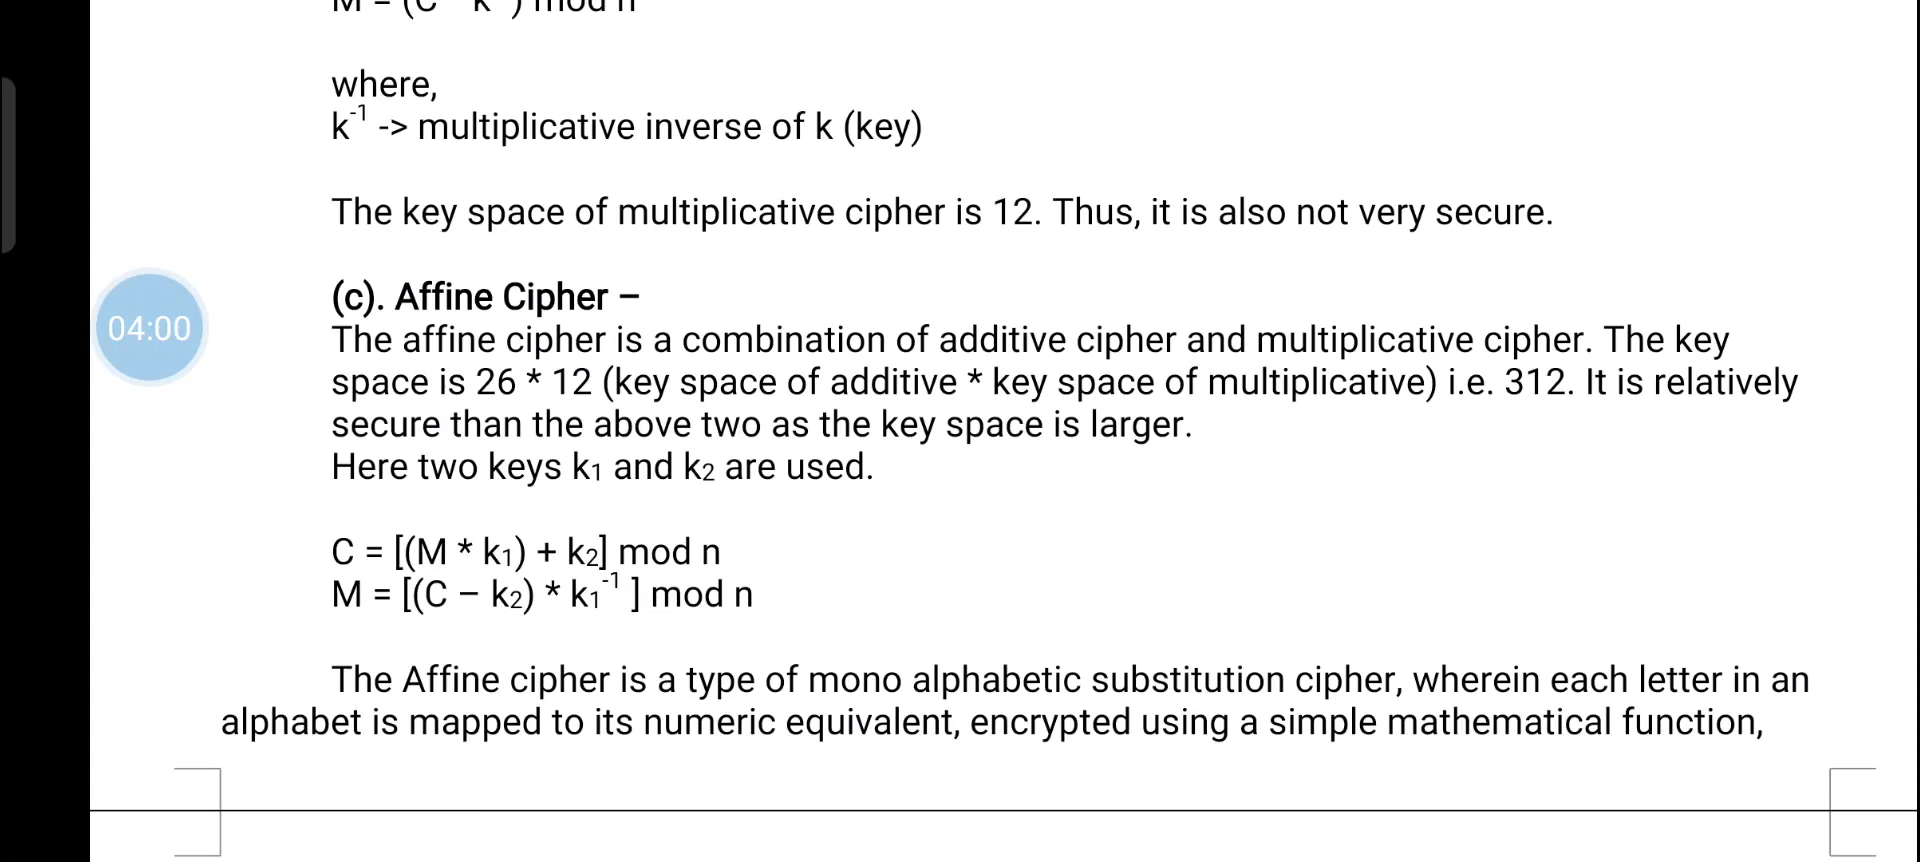 M = (C * k⁻¹) mod n
where,
k⁻¹ -> multiplicative inverse of k (key)
The key space of multiplicative cipher is 12. Thus, it is also not very secure.
(c). Affine Cipher –
04:00
The affine cipher is a combination of additive cipher and multiplicative cipher. The key
space is 26 * 12 (key space of additive * key space of multiplicative) i.e. 312. It is relatively
secure than the above two as the key space is larger.
Here two keys k₁ and k₂ are used.
C = [(M * k₁) + k₂] mod n
M = [(C – k₂) * k₁⁻¹ ] mod n
The Affine cipher is a type of mono alphabetic substitution cipher, wherein each letter in an
alphabet is mapped to its numeric equivalent, encrypted using a simple mathematical function,